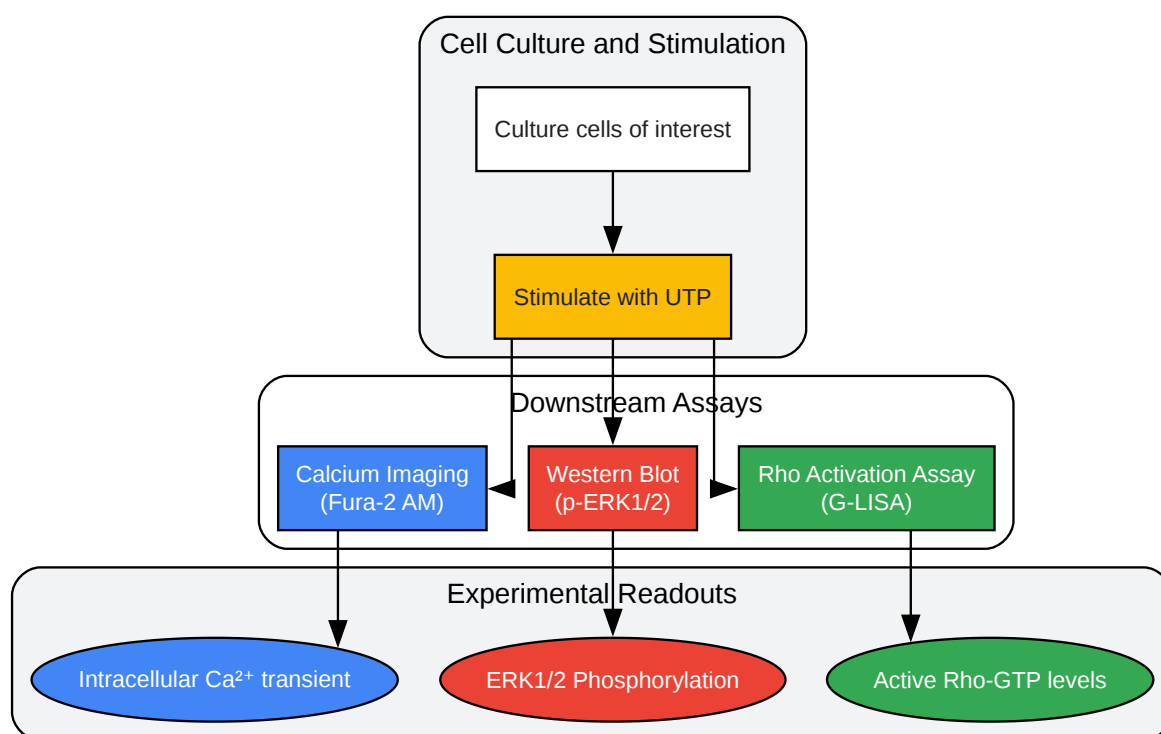 Cell Culture and Stimulation
Culture cells of interest
Stimulate with UTP
Downstream Assays
Calcium Imaging
(Fura-2 AM)
Western Blot
(p-ERK1/2)
Rho Activation Assay
(G-LISA)
Experimental Readouts
Intracellular Ca²⁺ transient
ERK1/2 Phosphorylation
Active Rho-GTP levels